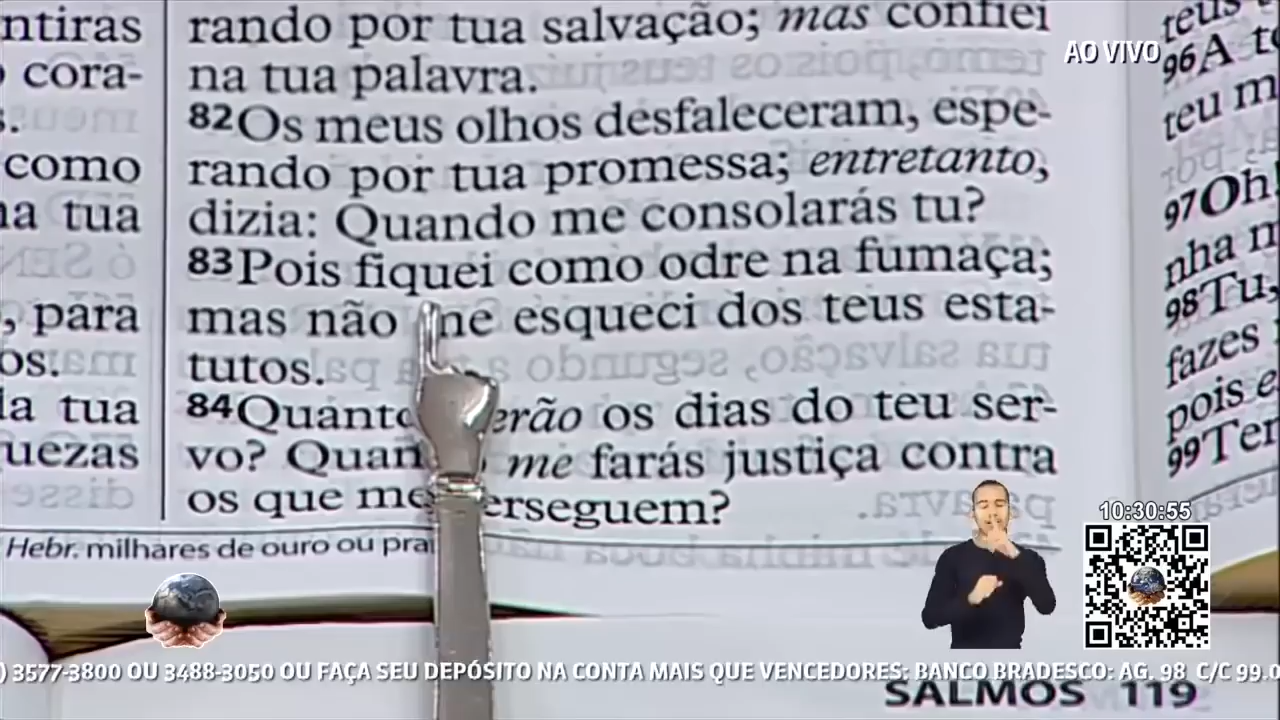 ntiras
cora-
s.
como
na tua
, para
os.
la tua
uezas
rando por tua salvação; mas confiei
na tua palavra.
82Os meus olhos desfaleceram, espe-
rando por tua promessa; entretanto,
dizia: Quando me consolarás tu?
83Pois fiquei como odre na fumaça;
mas não me esqueci dos teus esta-
tutos.
84Quanto erão os dias do teu ser-
vo? Quan me farás justiça contra
os que me erseguem?
Hebr. milhares de ouro ou pra
teus
96A to
teu m
97Oh
nha m
98Tu,
fazes
pois e
99Ter
AO VIVO
10:30:55
) 3577-3800 OU 3488-3050 OU FAÇA SEU DEPÓSITO NA CONTA MAIS QUE VENCEDORES: BANCO BRADESCO: AG. 98 C/C 99.0
SALMOS 119